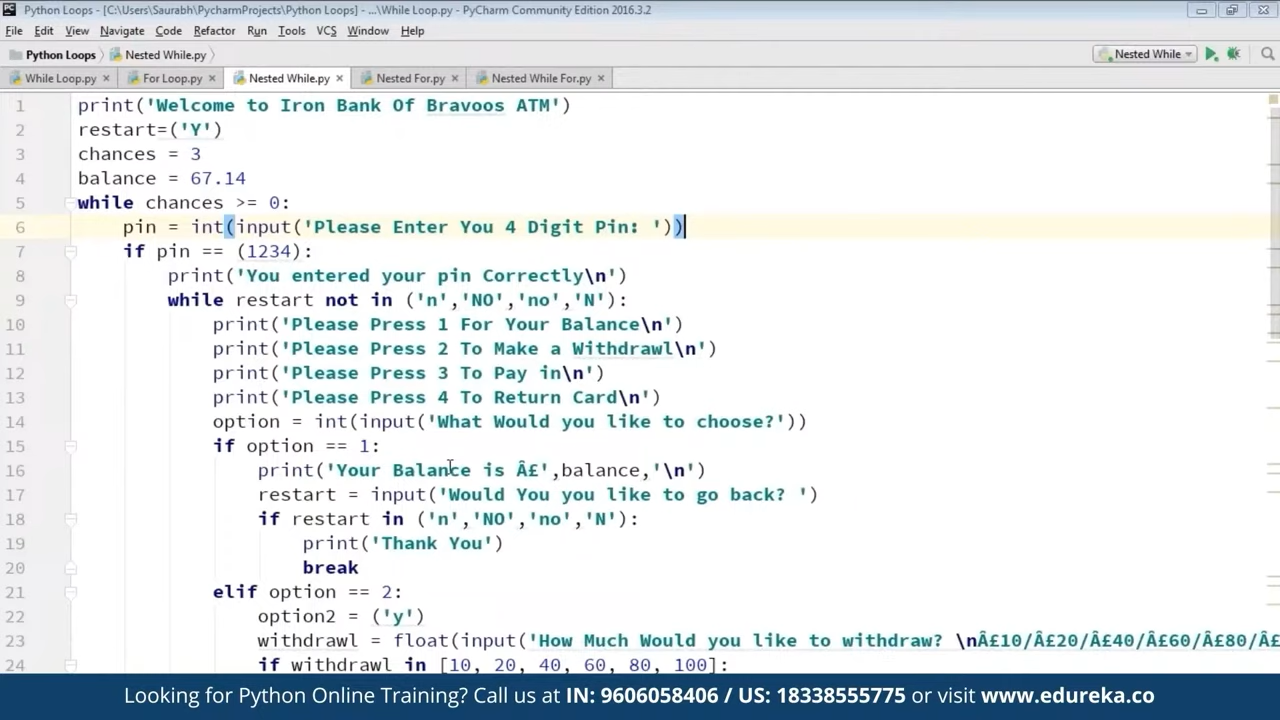 Python Loops - [C:\Users\Saurabh\PycharmProjects\Python Loops] - ...\While Loop.py - PyCharm Community Edition 2016.3.2
File Edit View Navigate Code Refactor Run Tools VCS Window Help
Python Loops Nested While.py Nested While
While Loop.py × For Loop.py × Nested While.py × Nested For.py × Nested While For.py ×
1 print('Welcome to Iron Bank Of Bravoos ATM')
2 restart=('Y')
3 chances = 3
4 balance = 67.14
5 while chances >= 0:
6 pin = int(input('Please Enter You 4 Digit Pin: '))
7 if pin == (1234):
8 print('You entered your pin Correctly\n')
9 while restart not in ('n','NO','no','N'):
10 print('Please Press 1 For Your Balance\n')
11 print('Please Press 2 To Make a Withdrawl\n')
12 print('Please Press 3 To Pay in\n')
13 print('Please Press 4 To Return Card\n')
14 option = int(input('What Would you like to choose?'))
15 if option == 1:
16 print('Your Balance is Â£',balance,'\n')
17 restart = input('Would You you like to go back? ')
18 if restart in ('n','NO','no','N'):
19 print('Thank You')
20 break
21 elif option == 2:
22 option2 = ('y')
23 withdrawl = float(input('How Much Would you like to withdraw? \nÂ£10/Â£20/Â£40/Â£60/Â£80/Â£
24 if withdrawl in [10, 20, 40, 60, 80, 100]:
Looking for Python Online Training? Call us at IN: 9606058406 / US: 18338555775 or visit www.edureka.co